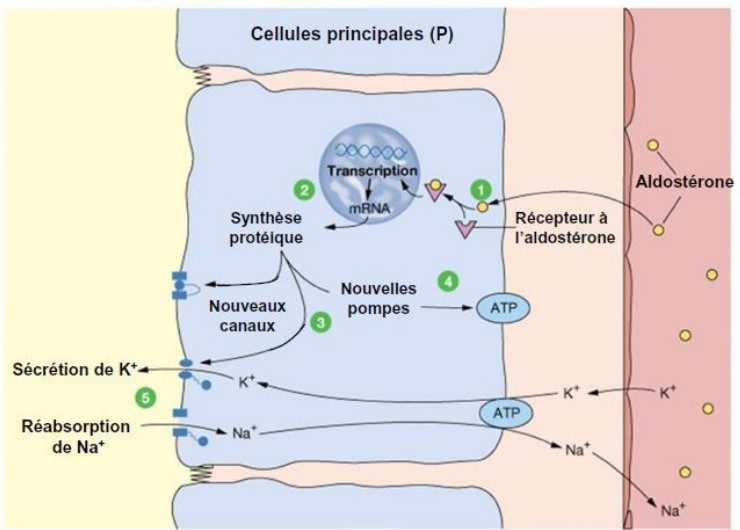 Cellules principales (P)
Transcription
mRNA
1
2
Aldostérone
Récepteur à
l'aldostérone
Synthèse
protéique
Nouvelles
pompes
4
ATP
Nouveaux
canaux
3
Sécrétion de K⁺
K⁺
K⁺
K⁺
ATP
5
Réabsorption
de Na⁺
Na⁺
Na⁺
Na⁺